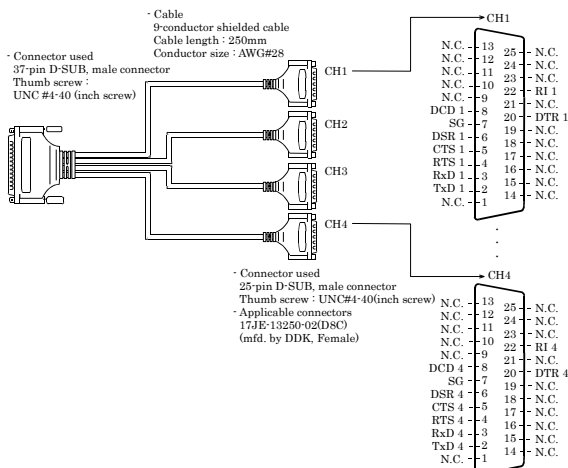 - Cable
9-conductor shielded cable
Cable length : 250mm
Conductor size : AWG#28
- Connector used
37-pin D-SUB, male connector
Thumb screw :
UNC #4-40 (inch screw)
CH1
CH2
CH3
CH4
- Connector used
25-pin D-SUB, male connector
Thumb screw : UNC#4-40(inch screw)
- Applicable connectors
17JE-13250-02(D8C)
(mfd. by DDK, Female)
CH1
N.C. 13
N.C. 12
N.C. 11
N.C. 10
N.C. 9
DCD 1 8
SG 7
DSR 1 6
CTS 1 5
RTS 1 4
RxD 1 3
TxD 1 2
N.C. 1
25 N.C.
24 N.C.
23 N.C.
22 RI 1
21 N.C.
20 DTR 1
19 N.C.
18 N.C.
17 N.C.
16 N.C.
15 N.C.
14 N.C.
.
.
.
CH4
N.C. 13
N.C. 12
N.C. 11
N.C. 10
N.C. 9
DCD 4 8
SG 7
DSR 4 6
CTS 4 5
RTS 4 4
RxD 4 3
TxD 4 2
N.C. 1
25 N.C.
24 N.C.
23 N.C.
22 RI 4
21 N.C.
20 DTR 4
19 N.C.
18 N.C.
17 N.C.
16 N.C.
15 N.C.
14 N.C.